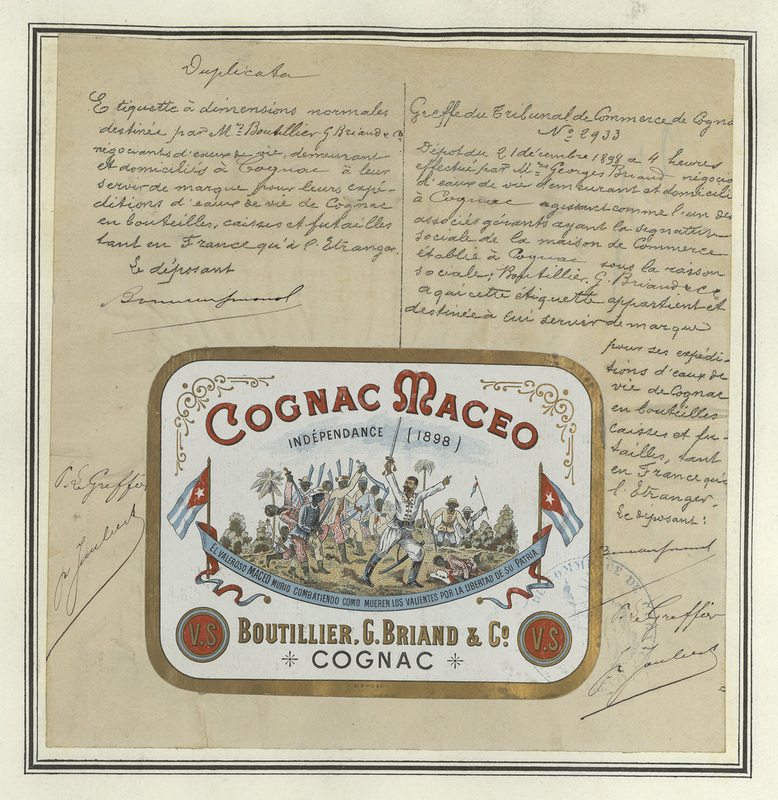 Duplicata
Etiquette à dimensions normales
destinée par Mrs Boutillier G Briand & Co
négociants d'eaux de vie, demeurant
et domiciliés à Cognac à leur
servir de marque pour leurs expé-
ditions d'eaux de vie de Cognac
en bouteilles, caisses et futailles
tant en France qu'à l'Etranger.
Le déposant
Greffe du Tribunal de Commerce de Cogna
No 2933
Dépôt du 21 décembre 1898 a 4 heures
effectué par Mr Georges Briand négocia
d'eaux de vie demeurant et domicilié
à Cognac agissant comme l'un des
associés gérants ayant la signature
sociale de la maison de Commerce
établie à Cognac sous la raison
sociale; Boutillier, G. Briand & Co
a qui cette étiquette appartient et
destinée à lui servir de marque
pour ses expédi-
tions d'eaux de
vie de Cognac
en bouteilles
caisses et fu-
tailles, tant
en France qu'à
l'Etranger.
Le déposant:
P. Le Greffier
P. Le Greffier
COGNAC MACEO
INDÉPENDANCE (1898)
EL VALEROSO MACEO MURIO COMBATIENDO COMO MUEREN LOS VALIENTES POR LA LIBERTAD DE SU PATRIA
V.S
BOUTILLIER, G. BRIAND & Co
V.S.
COGNAC
DÉPOSÉ
COMMERCE DE